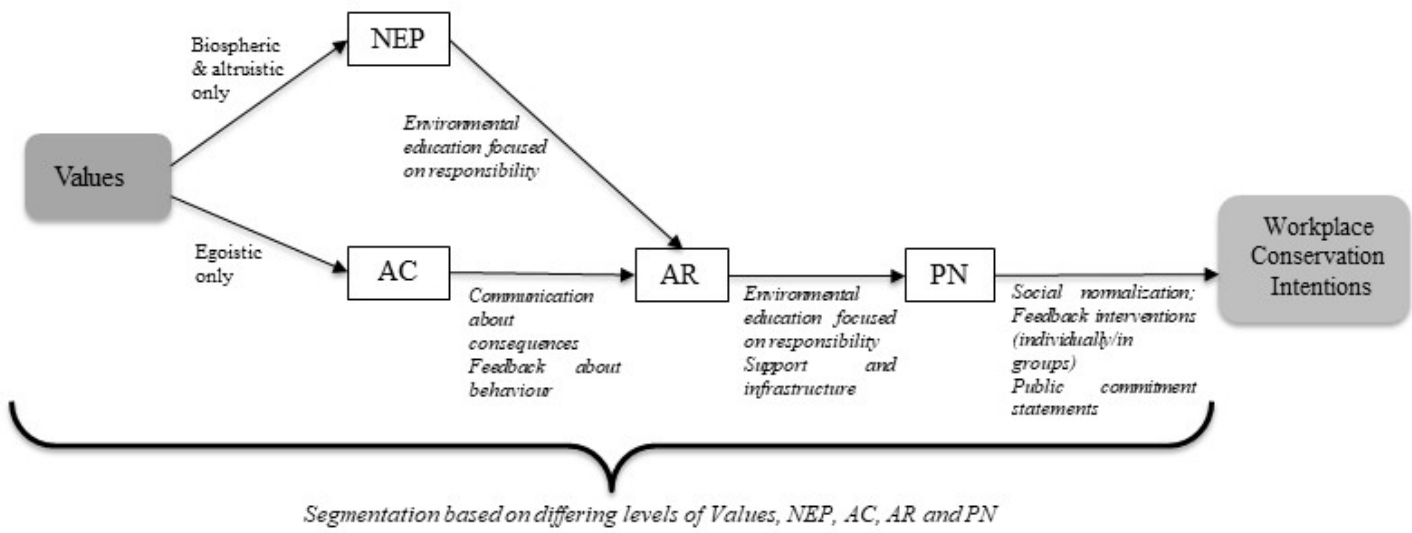 NEP
Biospheric
& altruistic
only
Environmental
education focused
on responsibility
Values
Egoistic
only
AC
Communication
about
consequences
Feedback about
behaviour
AR
Environmental
education focused
on responsibility
Support and
infrastructure
PN
Social normalization;
Feedback interventions
(individually/in
groups)
Public commitment
statements
Workplace
Conservation
Intentions
Segmentation based on differing levels of Values, NEP, AC, AR and PN